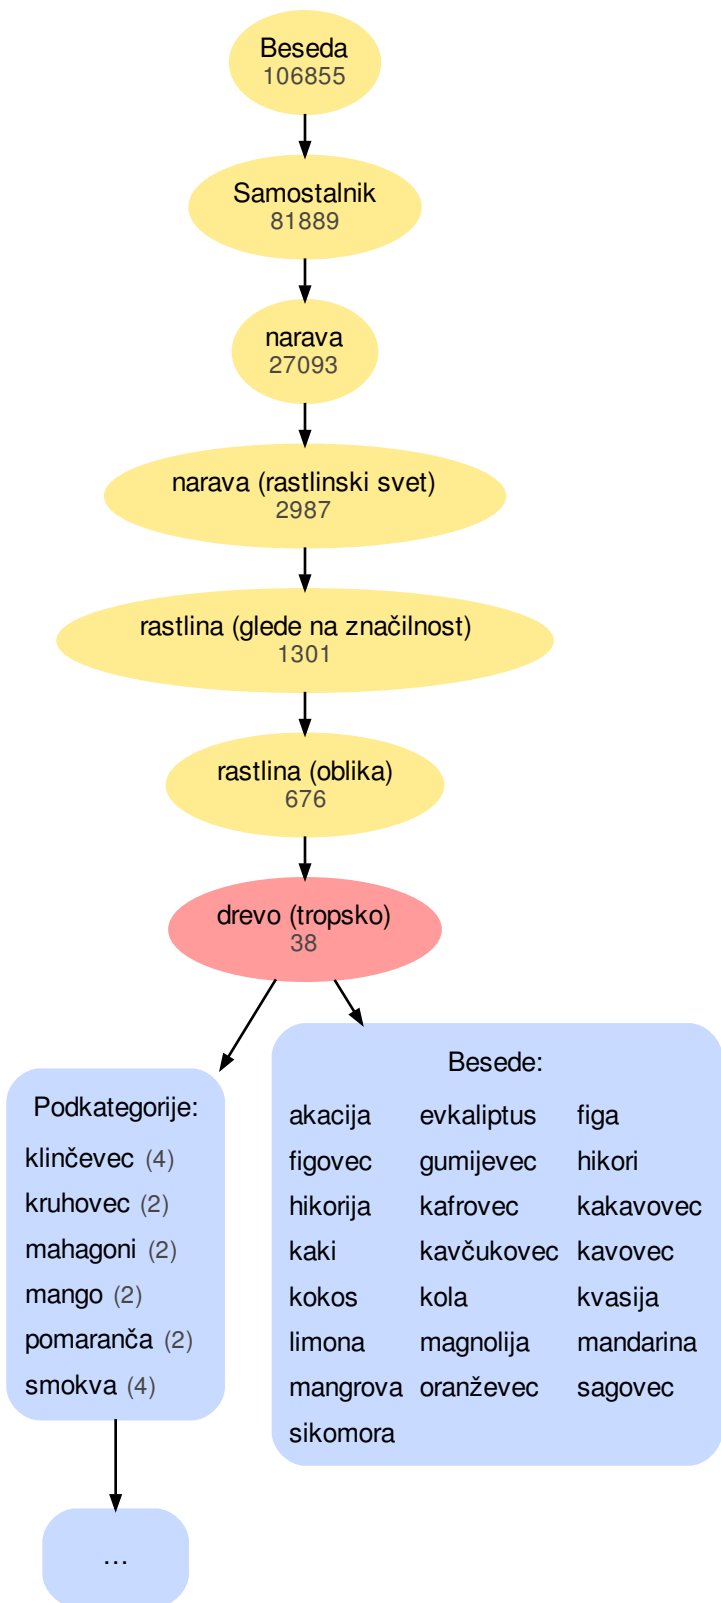 Beseda
106855
Samostalnik
81889
narava
27093
narava (rastlinski svet)
2987
rastlina (glede na značilnost)
1301
rastlina (oblika)
676
drevo (tropsko)
38
Podkategorije:
klinčevec (4)
kruhovec (2)
mahagoni (2)
mango (2)
pomaranča (2)
smokva (4)
...
Besede:
akacija evkaliptus figa
figovec gumijevec hikori
hikorija kafrovec kakavovec
kaki kavčukovec kavovec
kokos kola kvasija
limona magnolija mandarina
mangrova oranževec sagovec
sikomora